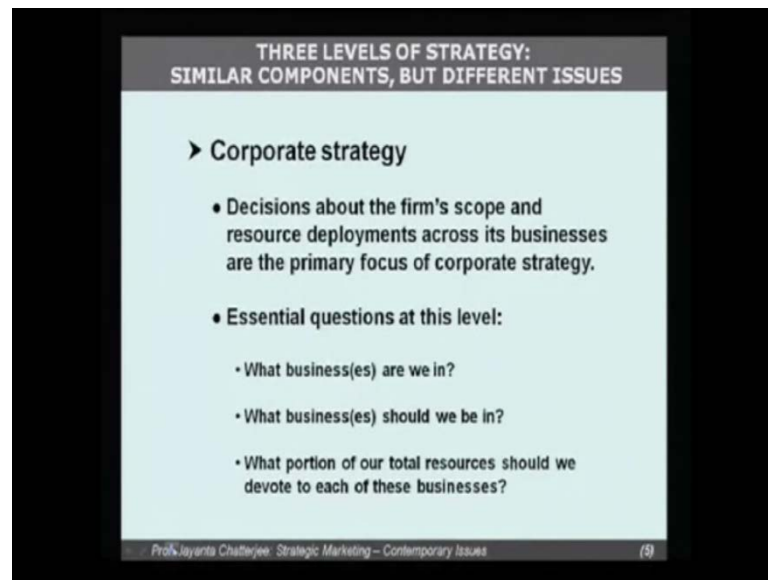 THREE LEVELS OF STRATEGY:
SIMILAR COMPONENTS, BUT DIFFERENT ISSUES
➤ Corporate strategy
• Decisions about the firm's scope and
resource deployments across its businesses
are the primary focus of corporate strategy.
• Essential questions at this level:
• What business(es) are we in?
• What business(es) should we be in?
• What portion of our total resources should we
devote to each of these businesses?
Prof. Jayanta Chatterjee: Strategic Marketing – Contemporary Issues (5)